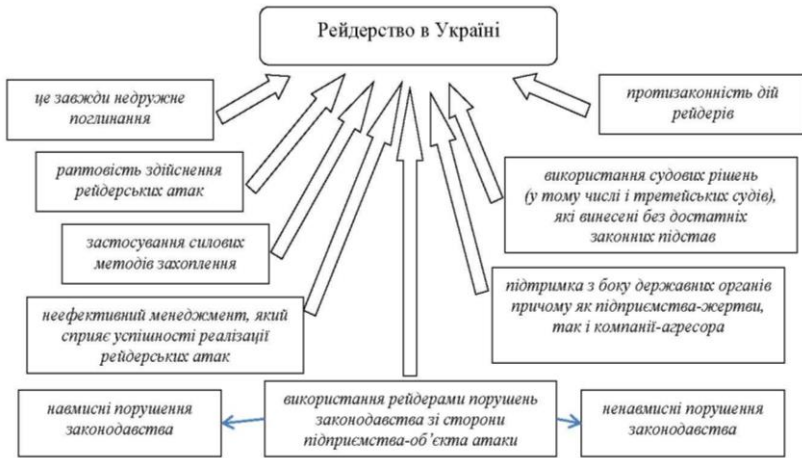 Рейдерство в Україні
це завжди недружнє
поглинання
протизаконність дій
рейдерів
раптовість здійснення
рейдерських атак
використання судових рішень
(у тому числі і третейських судів),
які винесені без достатніх
законних підстав
застосування силових
методів захоплення
неефективний менеджмент, який
сприяє успішності реалізації
рейдерських атак
підтримка з боку державних органів
причому як підприємства-жертви,
так і компанії-агресора
навмисні порушення
законодавства
використання рейдерами порушень
законодавства зі сторони
підприємства-об’єкта атаки
ненавмисні порушення
законодавства